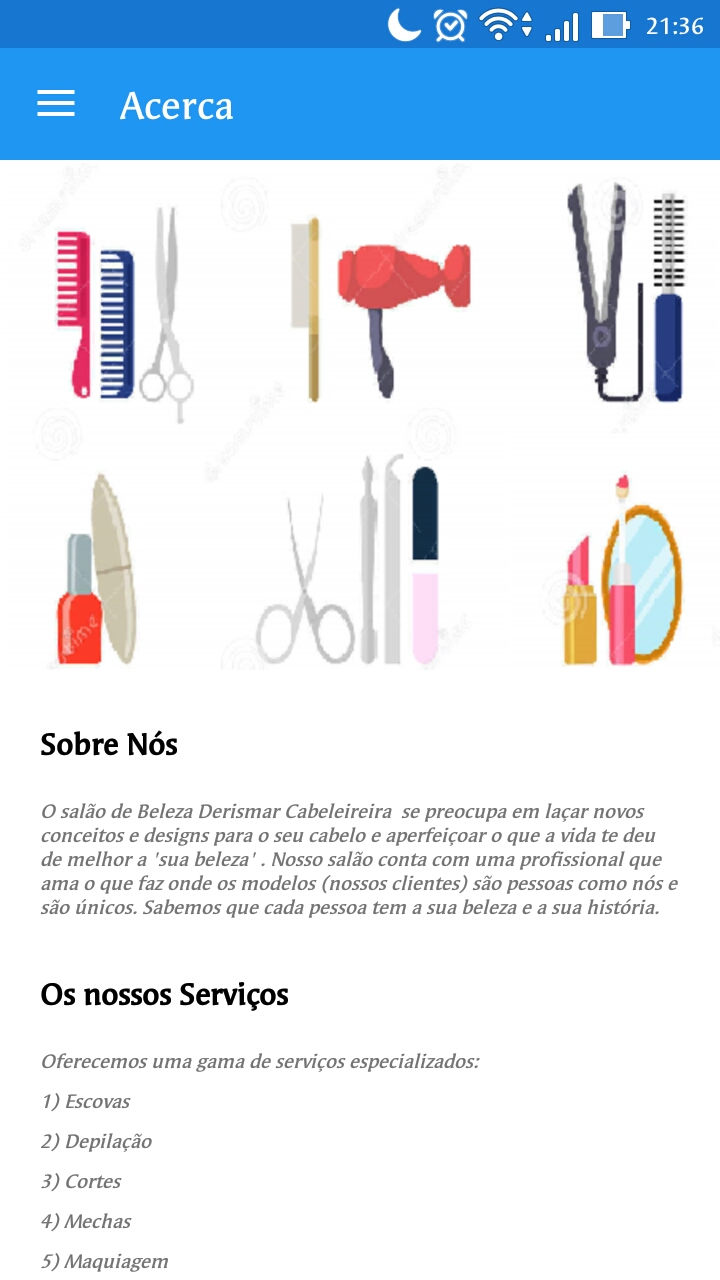 21:36
Acerca
Sobre Nós
O salão de Beleza Derismar Cabeleireira  se preocupa em laçar novos
conceitos e designs para o seu cabelo e aperfeiçoar o que a vida te deu
de melhor a 'sua beleza' . Nosso salão conta com uma profissional que
ama o que faz onde os modelos (nossos clientes) são pessoas como nós e
são únicos. Sabemos que cada pessoa tem a sua beleza e a sua história.
Os nossos Serviços
Oferecemos uma gama de serviços especializados:
1) Escovas
2) Depilação
3) Cortes
4) Mechas
5) Maquiagem